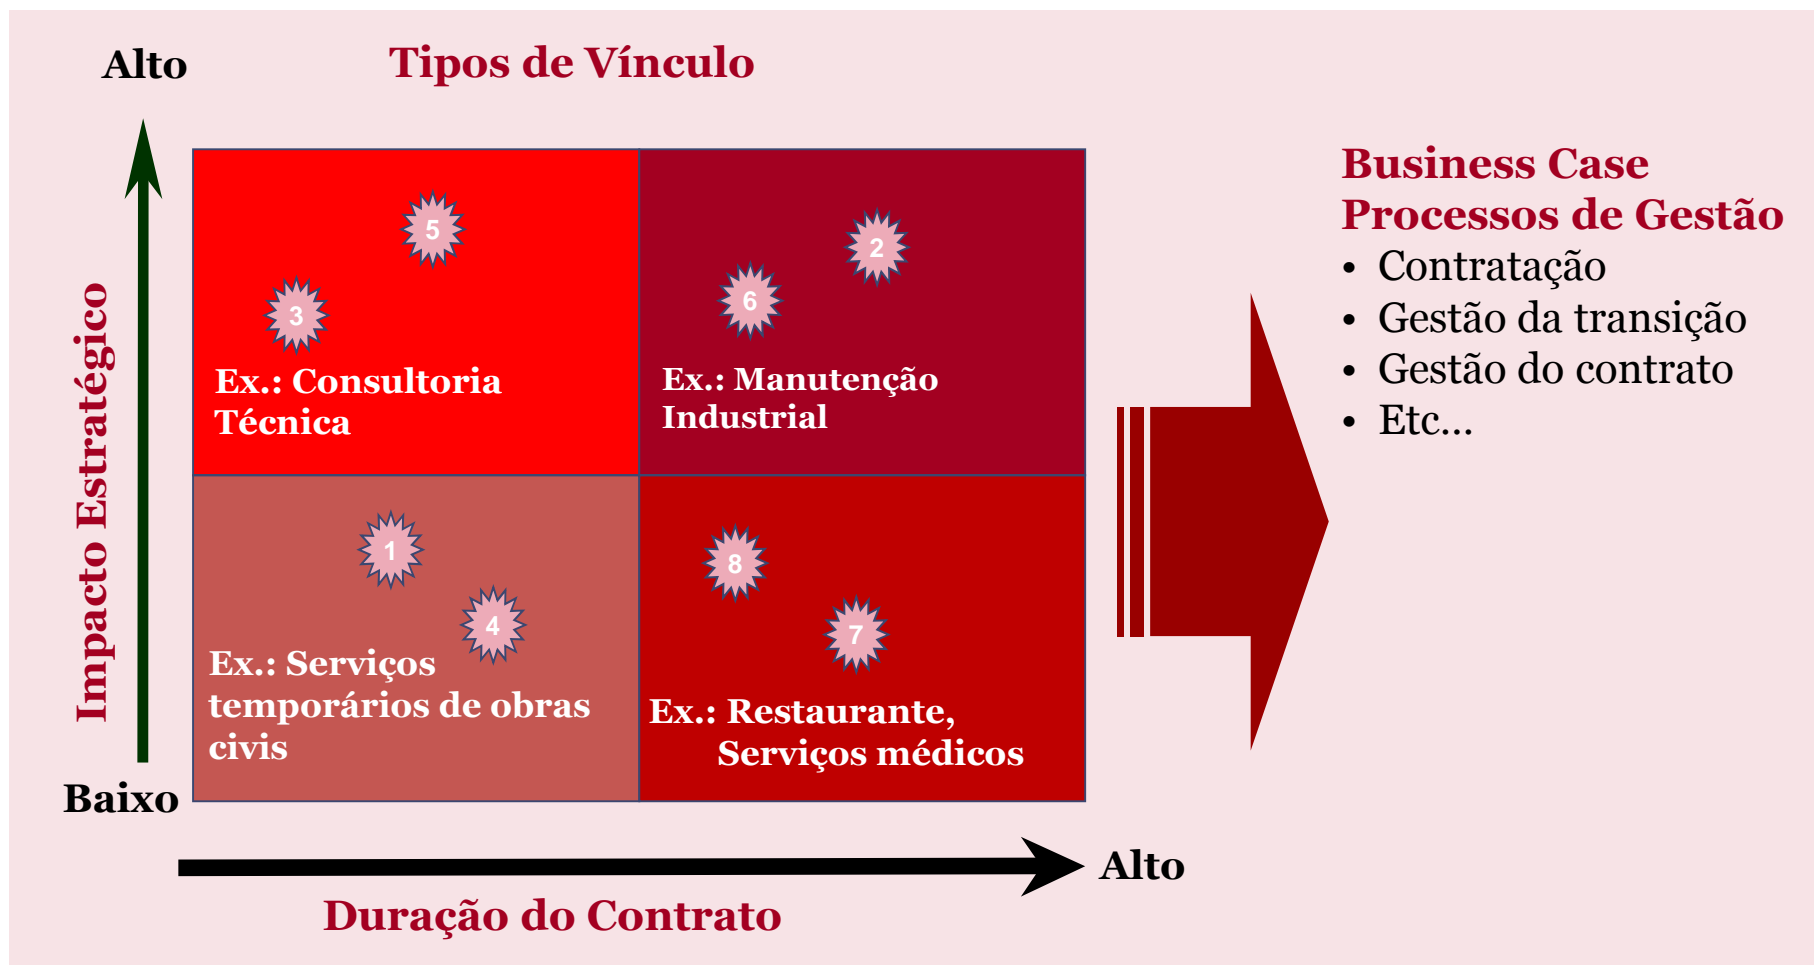 Alto
Tipos de Vínculo
Impacto Estratégico
5
3
Ex.: Consultoria
Técnica
2
6
Ex.: Manutenção
Industrial
1
4
Ex.: Serviços
temporários de obras
civis
8
7
Ex.: Restaurante,
Serviços médicos
Baixo
Alto
Duração do Contrato
Business Case
Processos de Gestão
• Contratação
• Gestão da transição
• Gestão do contrato
• Etc...